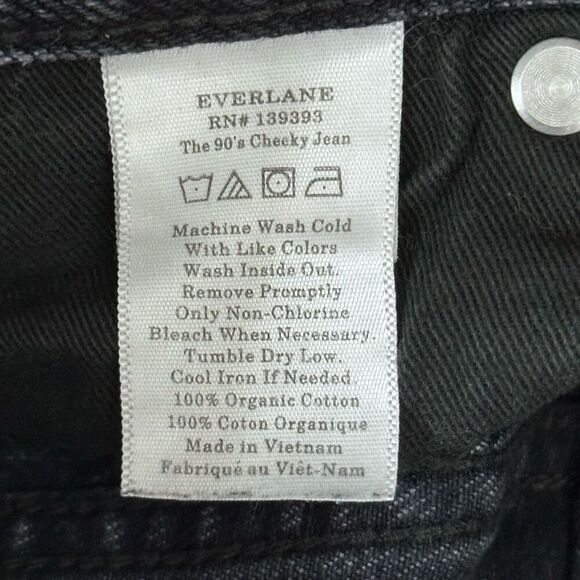 EVERLANE
RN# 139393
The 90's Cheeky Jean
Machine Wash Cold
With Like Colors
Wash Inside Out.
Remove Promptly
Only Non-Chlorine
Bleach When Necessary.
Tumble Dry Low.
Cool Iron If Needed.
100% Organic Cotton
100% Coton Organique
Made in Vietnam
Fabriqué au Viêt-Nam